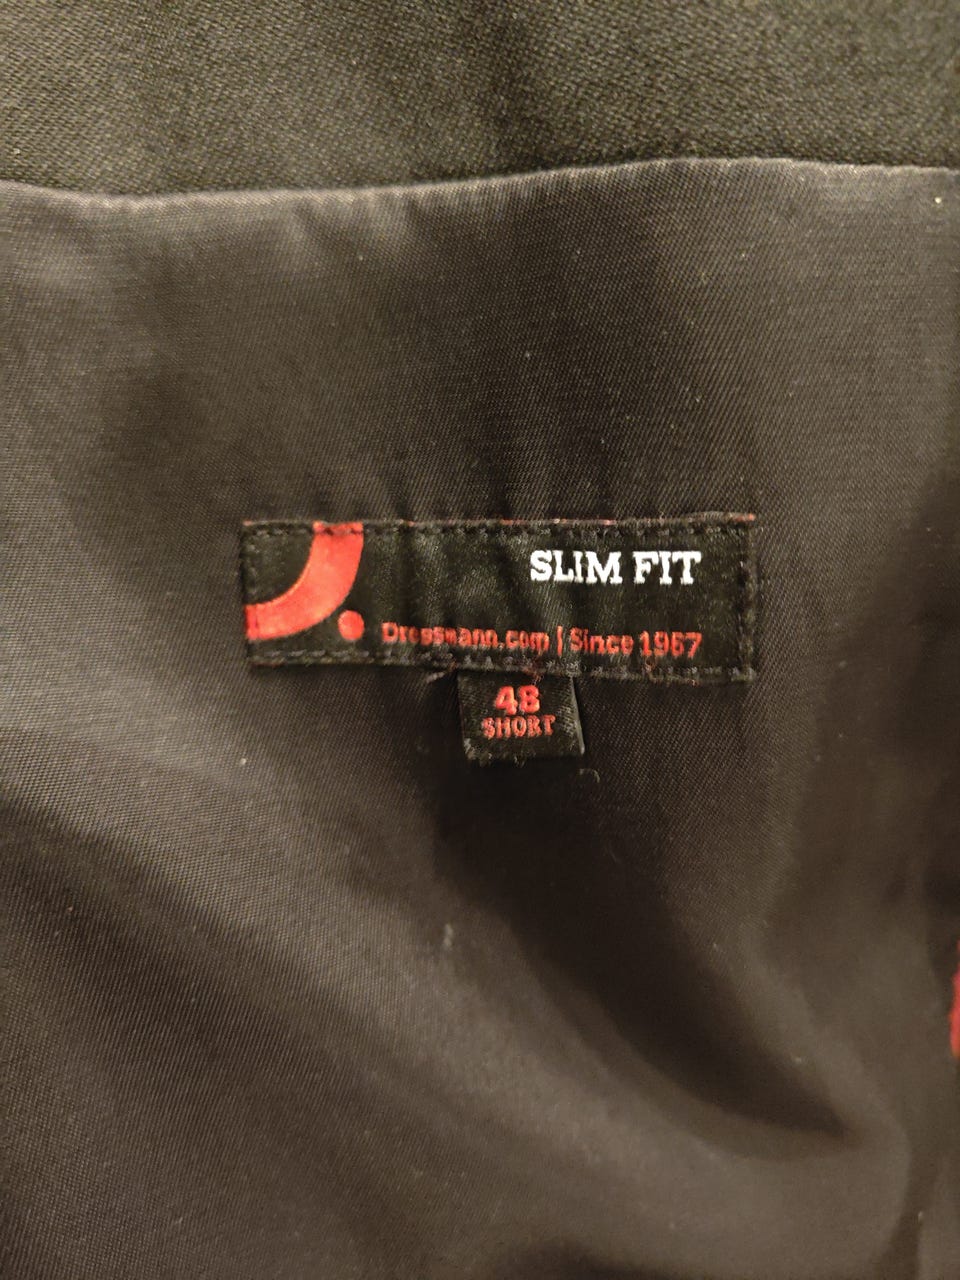 SLIM FIT
Dressmann.com | Since 1967
48
SHORT